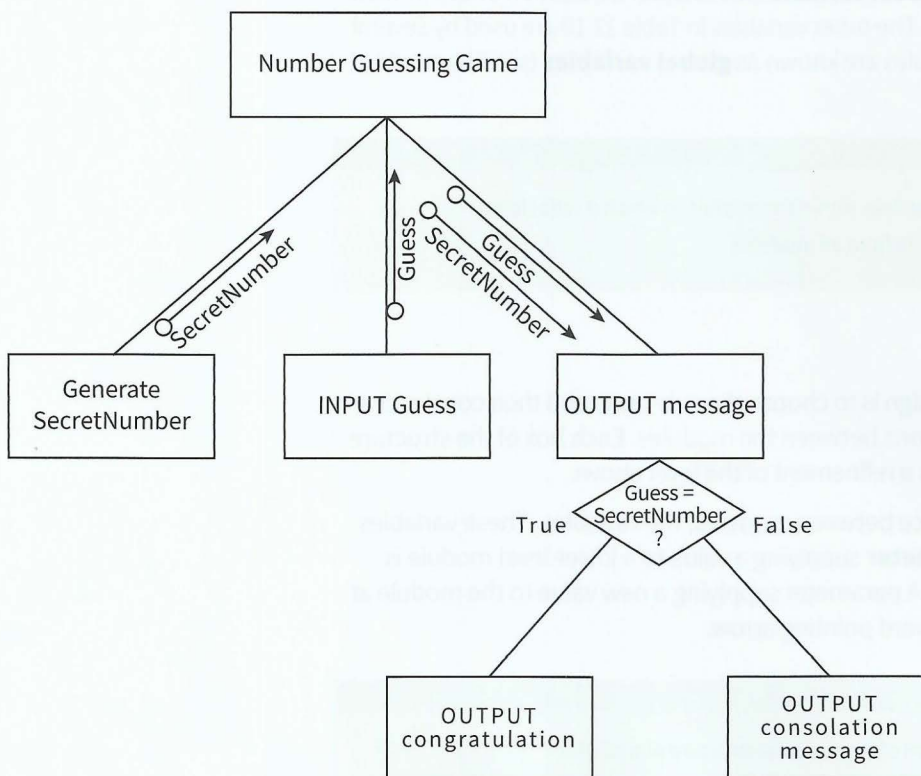 Number Guessing Game
SecretNumber
Guess
Guess
SecretNumber
Generate
SecretNumber
INPUT Guess
OUTPUT message
Guess =
SecretNumber
?
True
False
OUTPUT
congratulation
OUTPUT
consolation
message